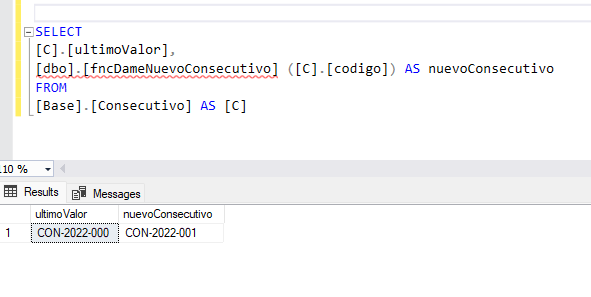 SELECT
[C].[ultimoValor],
[dbo].[fncDameNuevoConsecutivo] ([C].[codigo]) AS nuevoConsecutivo
FROM
[Base].[Consecutivo] AS [C]
110 %
Results Messages
ultimoValor nuevoConsecutivo
1 CON-2022-000 CON-2022-001